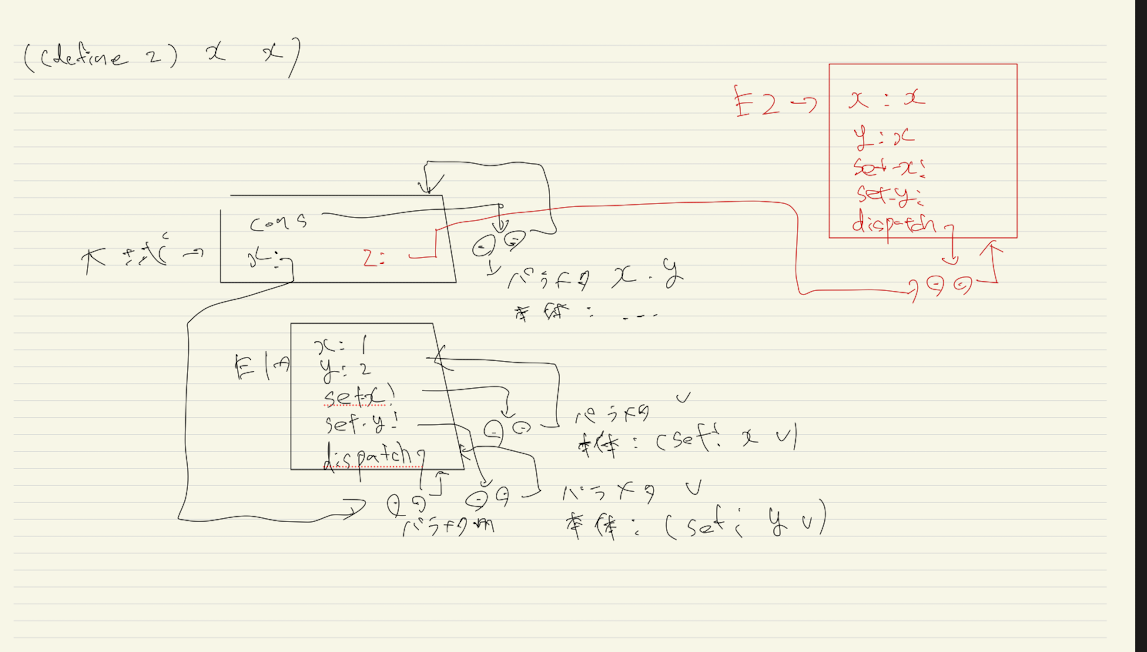 ((define z) x x)
E2 → x : x
y : x
set-x!
set-y!
dispatch
cons
大域 →
x:
z:
パラメタ x . y
本体 : ...
E1→
x: 1
y: 2
set-x!
set-y!
dispatch
パラメタ v
本体 : (set! x v)
パラメタ m
パラメタ v
本体 : (set! y v)